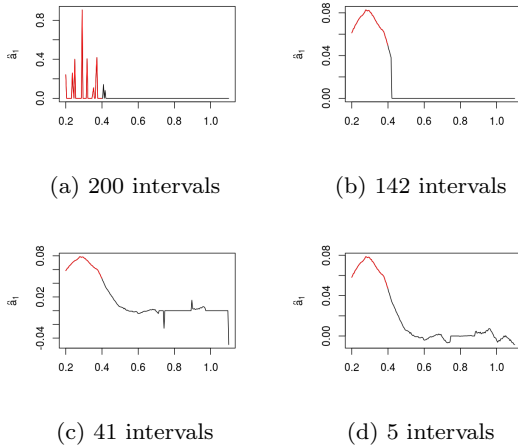 0.8
0.4
0.0
â₁
0.2 0.4 0.6 0.8 1.0
(a) 200 intervals
0.08
0.04
0.00
â₁
0.2 0.4 0.6 0.8 1.0
(b) 142 intervals
0.08
0.02
-0.04
â₁
0.2 0.4 0.6 0.8 1.0
(c) 41 intervals
0.08
0.04
0.00
â₁
0.2 0.4 0.6 0.8 1.0
(d) 5 intervals